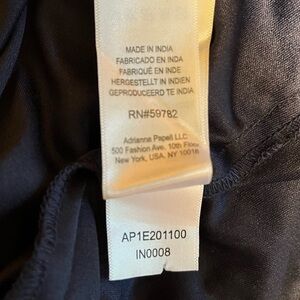 MADE IN INDIA
FABRICADO EN INDA
FABRIQUÉ EN INDE
HERGESTELLT IN INDIEN
GEPRODUCEERD TE INDIA
RN#59782
Adrianna Papell LLC
500 Fashion Ave. 10th Floor
New York, USA, NY 10018
AP1E201100
IN0008